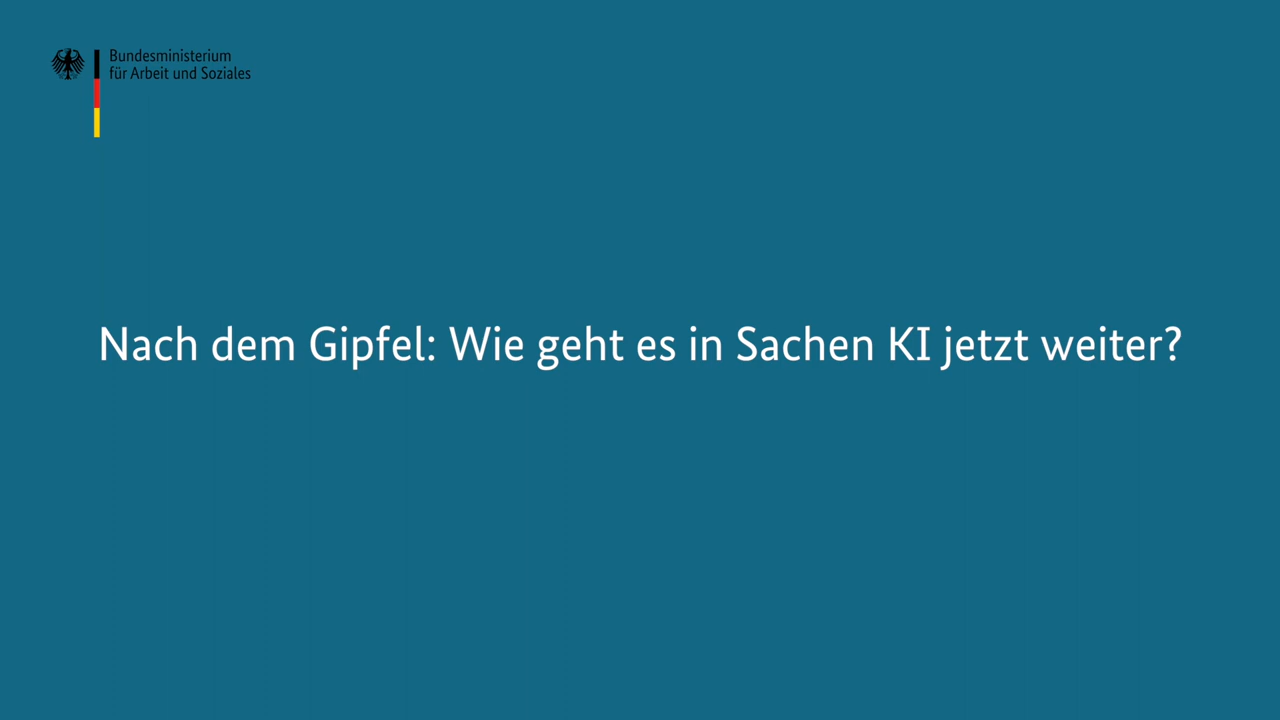 Bundesministerium
für Arbeit und Soziales
Nach dem Gipfel: Wie geht es in Sachen KI jetzt weiter?